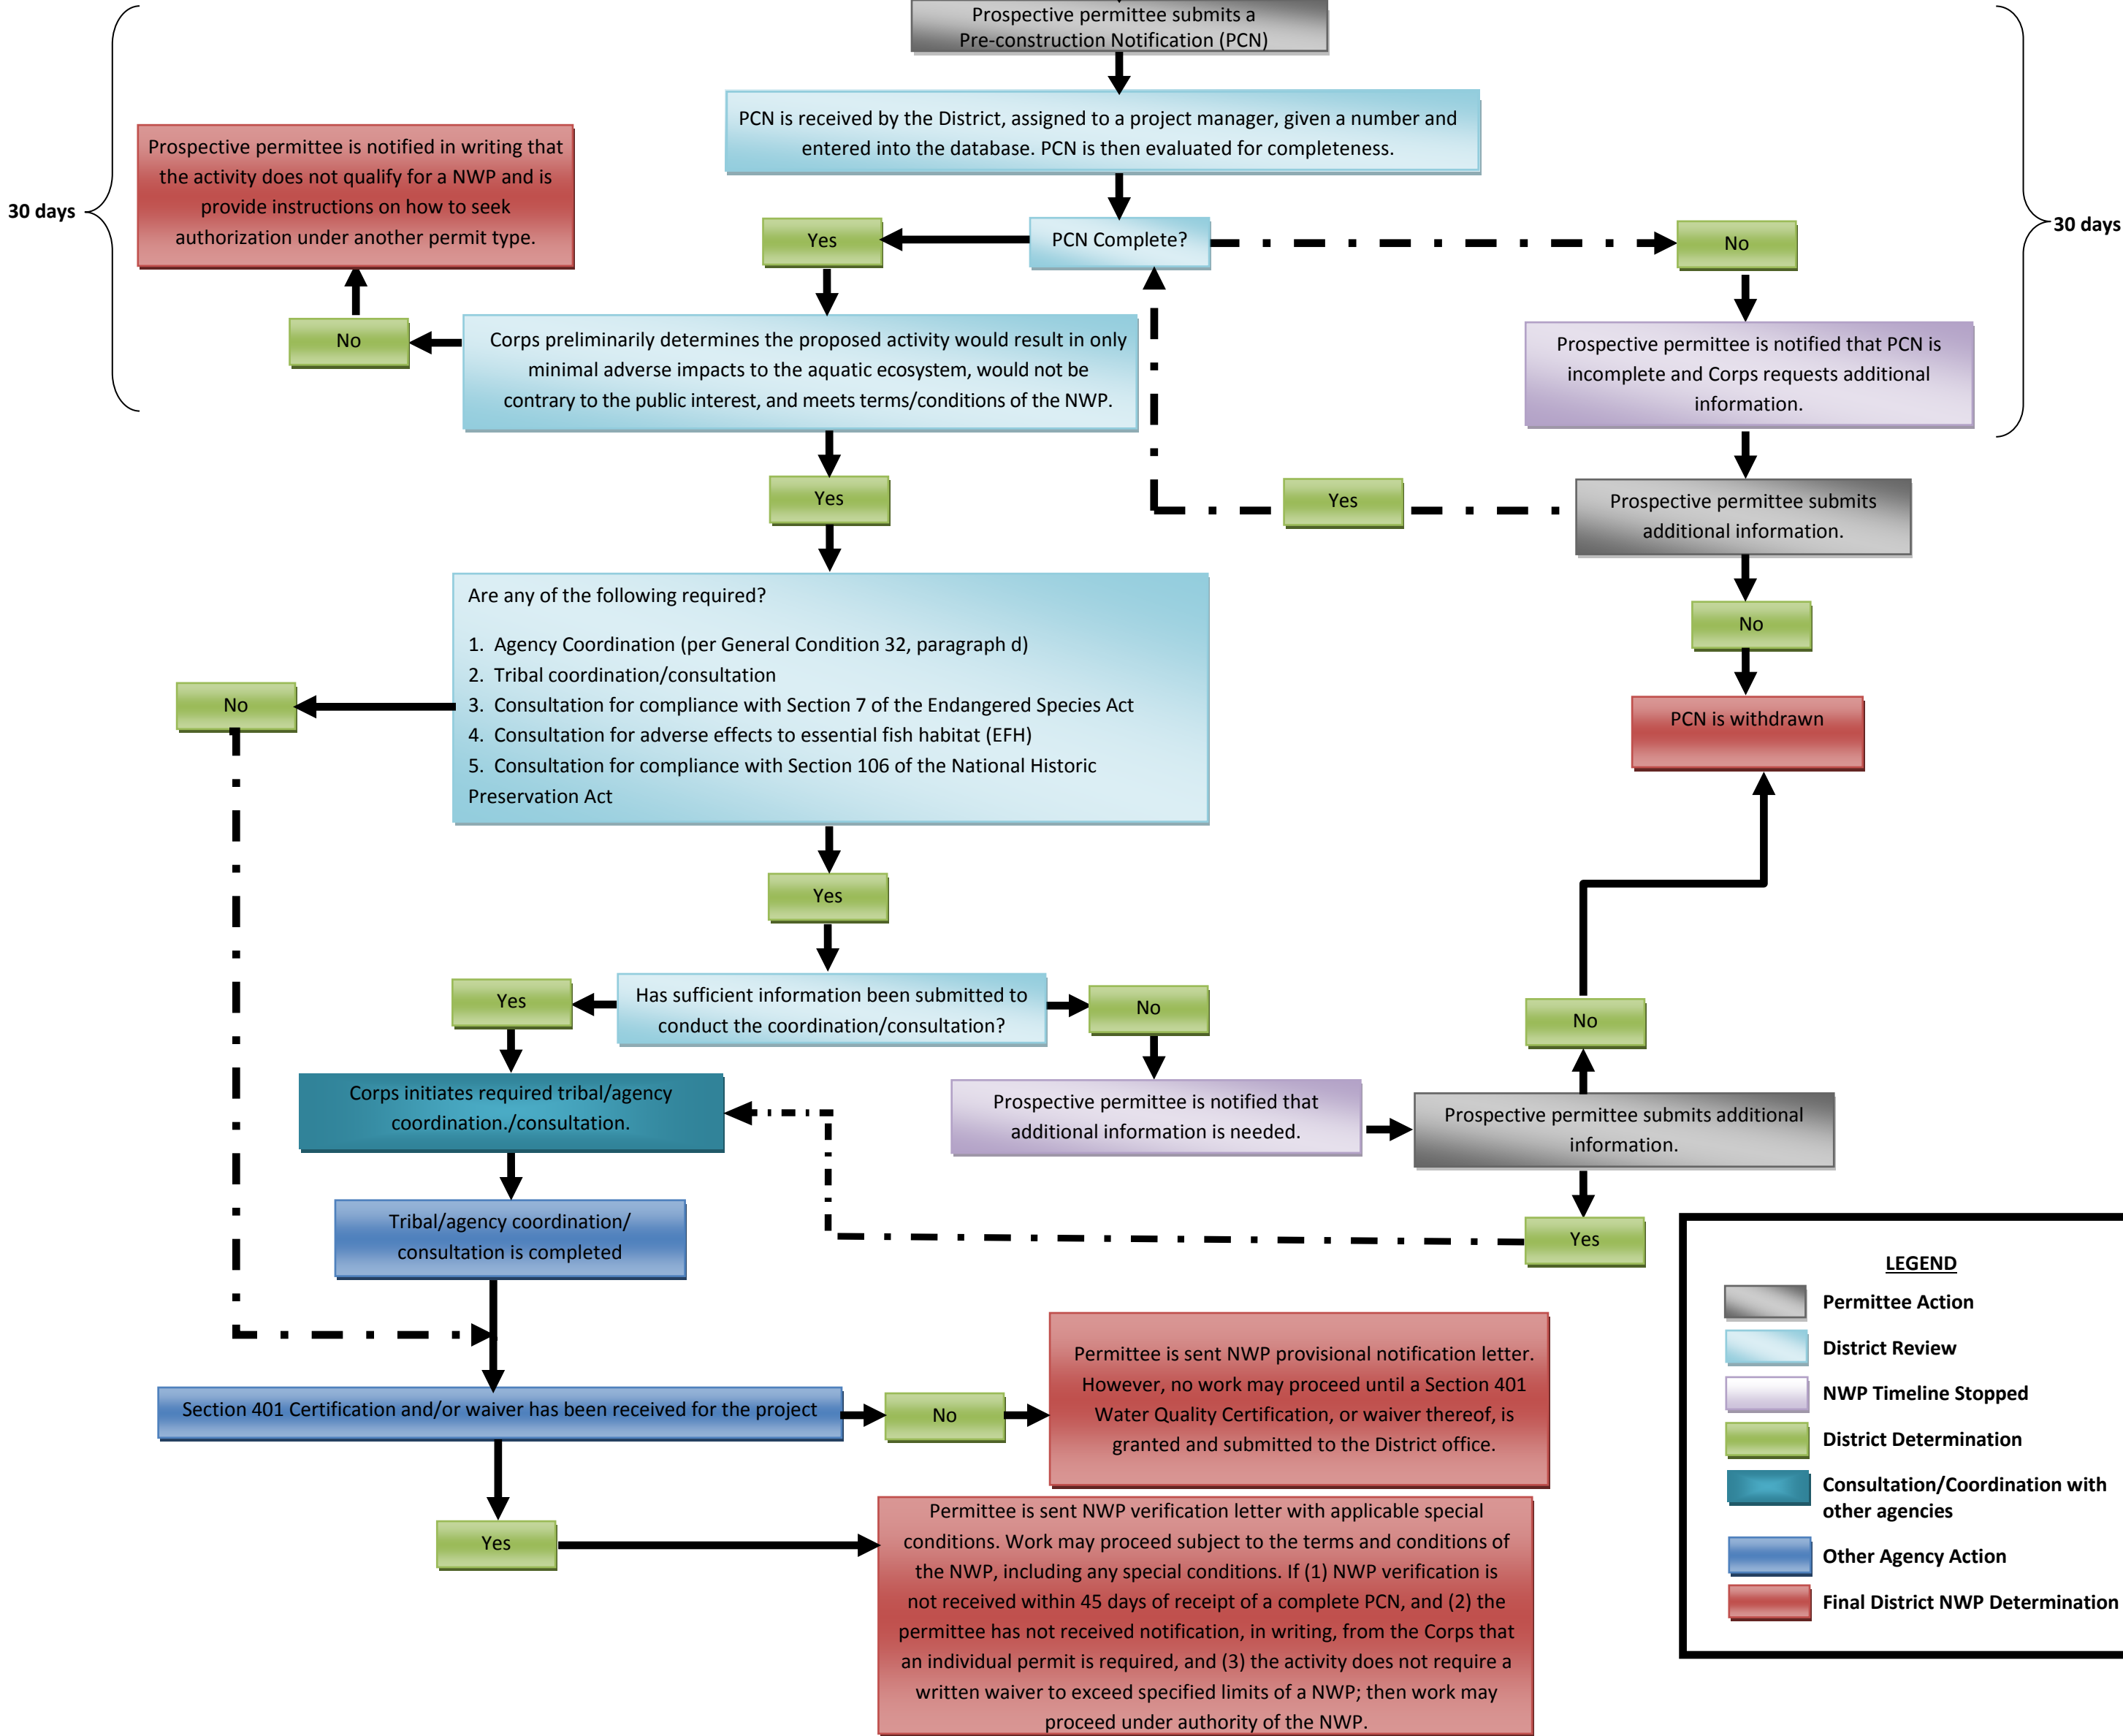 Prospective permittee submits a
Pre-construction Notification (PCN)
PCN is received by the District, assigned to a project manager, given a number and
entered into the database. PCN is then evaluated for completeness.
30 days
Prospective permittee is notified in writing that
the activity does not qualify for a NWP and is
provide instructions on how to seek
authorization under another permit type.
30 days
Yes
PCN Complete?
No
No
Corps preliminarily determines the proposed activity would result in only
minimal adverse impacts to the aquatic ecosystem, would not be
contrary to the public interest, and meets terms/conditions of the NWP.
Prospective permittee is notified that PCN is
incomplete and Corps requests additional
information.
Yes
Yes
Prospective permittee submits
additional information.
No
PCN is withdrawn
Are any of the following required?
1. Agency Coordination (per General Condition 32, paragraph d)
2. Tribal coordination/consultation
3. Consultation for compliance with Section 7 of the Endangered Species Act
4. Consultation for adverse effects to essential fish habitat (EFH)
5. Consultation for compliance with Section 106 of the National Historic
Preservation Act
No
Yes
Yes
Has sufficient information been submitted to
conduct the coordination/consultation?
No
No
Corps initiates required tribal/agency
coordination./consultation.
Prospective permittee is notified that
additional information is needed.
Prospective permittee submits additional
information.
Yes
Tribal/agency coordination/
consultation is completed
Section 401 Certification and/or waiver has been received for the project
No
Permittee is sent NWP provisional notification letter.
However, no work may proceed until a Section 401
Water Quality Certification, or waiver thereof, is
granted and submitted to the District office.
Yes
Permittee is sent NWP verification letter with applicable special
conditions. Work may proceed subject to the terms and conditions of
the NWP, including any special conditions. If (1) NWP verification is
not received within 45 days of receipt of a complete PCN, and (2) the
permittee has not received notification, in writing, from the Corps that
an individual permit is required, and (3) the activity does not require a
written waiver to exceed specified limits of a NWP; then work may
proceed under authority of the NWP.
LEGEND
Permittee Action
District Review
NWP Timeline Stopped
District Determination
Consultation/Coordination with
other agencies
Other Agency Action
Final District NWP Determination